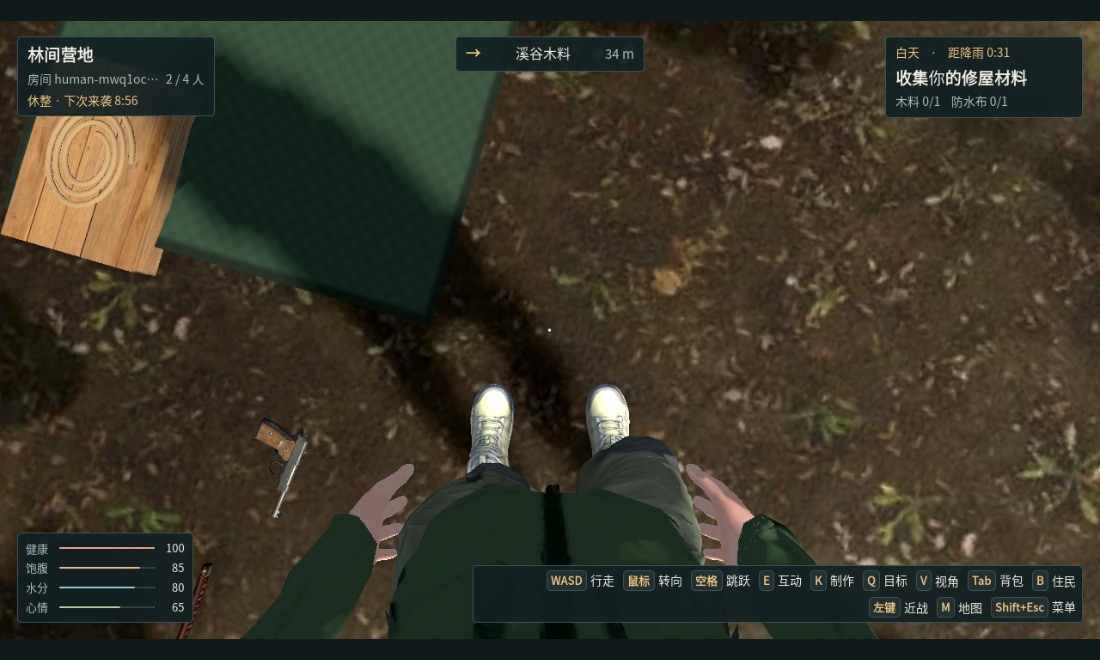 林间营地
房间 human-mwq1oc… 2 / 4 人
休整 · 下次来袭 8:56
→ 溪谷木料 34 m
白天 · 距降雨 0:31
收集你的修屋材料
木料 0/1 防水布 0/1
健康 100
饱腹 85
水分 80
心情 65
WASD 行走 鼠标 转向 空格 跳跃 E 互动 K 制作 Q 目标 V 视角 Tab 背包 B 住民
左键 近战 M 地图 Shift+Esc 菜单